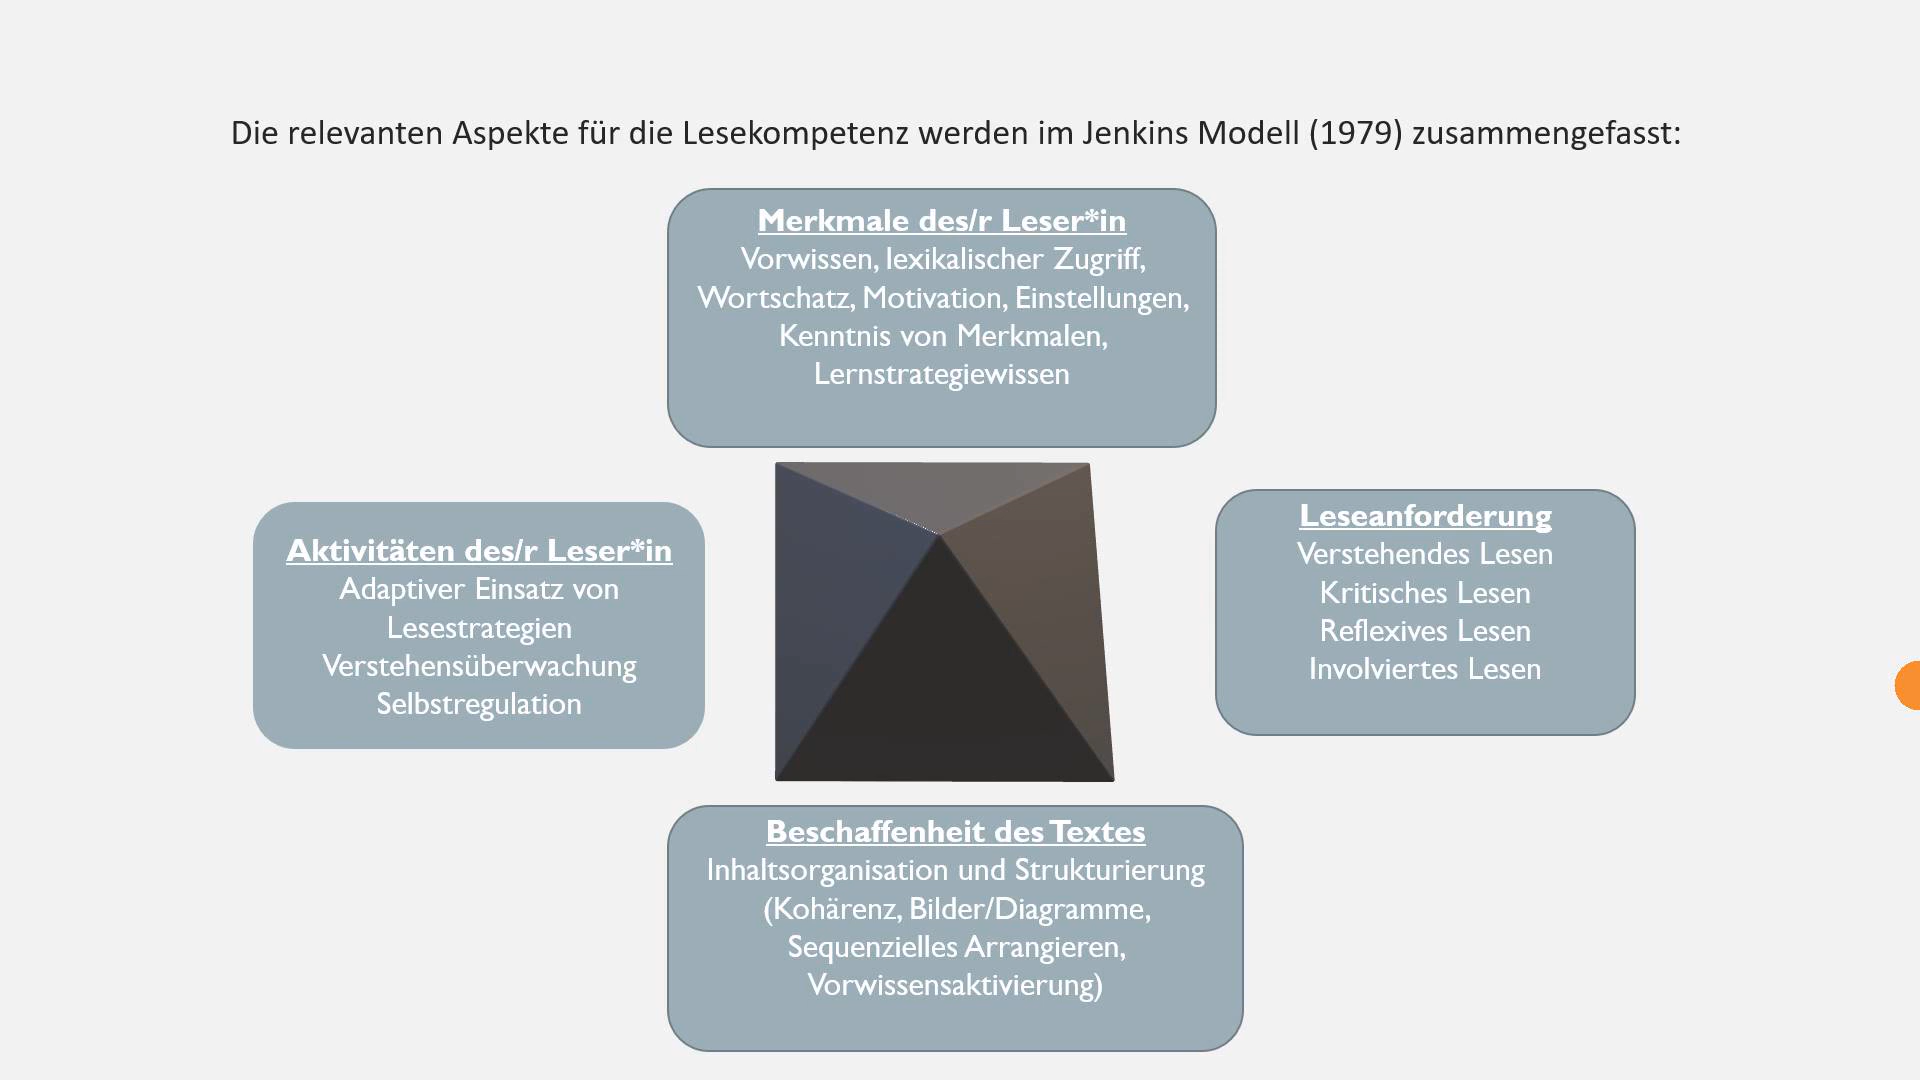 Die relevanten Aspekte für die Lesekompetenz werden im Jenkins Modell (1979) zusammengefasst:
Merkmale des/r Leser*in
Vorwissen, lexikalischer Zugriff,
Wortschatz, Motivation, Einstellungen,
Kenntnis von Merkmalen,
Lernstrategiewissen
Aktivitäten des/r Leser*in
Adaptiver Einsatz von
Lesestrategien
Verstehensüberwachung
Selbstregulation
Leseanforderung
Verstehendes Lesen
Kritisches Lesen
Reflexives Lesen
Involviertes Lesen
Beschaffenheit des Textes
Inhaltsorganisation und Strukturierung
(Kohärenz, Bilder/Diagramme,
Sequenzielles Arrangieren,
Vorwissensaktivierung)